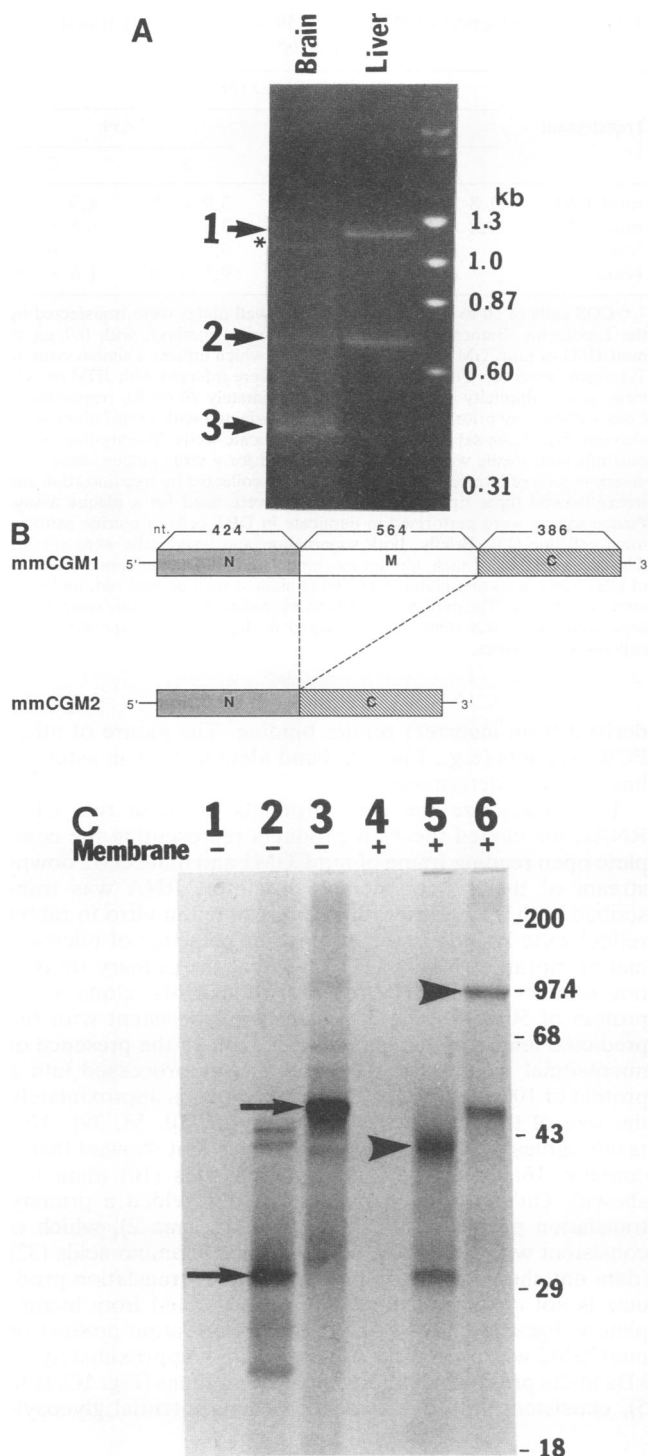 A
Brain
Liver
kb
1
*
1.3
1.0
0.87
2
0.60
3
0.31
B
nt.
424
564
386
mmCGM1
5'
N
M
C
3'
mmCGM2
5'
N
C
3'
C
1 2 3 4 5 6
Membrane − − − + + +
- 200
- 97.4
- 68
- 43
- 29
- 18